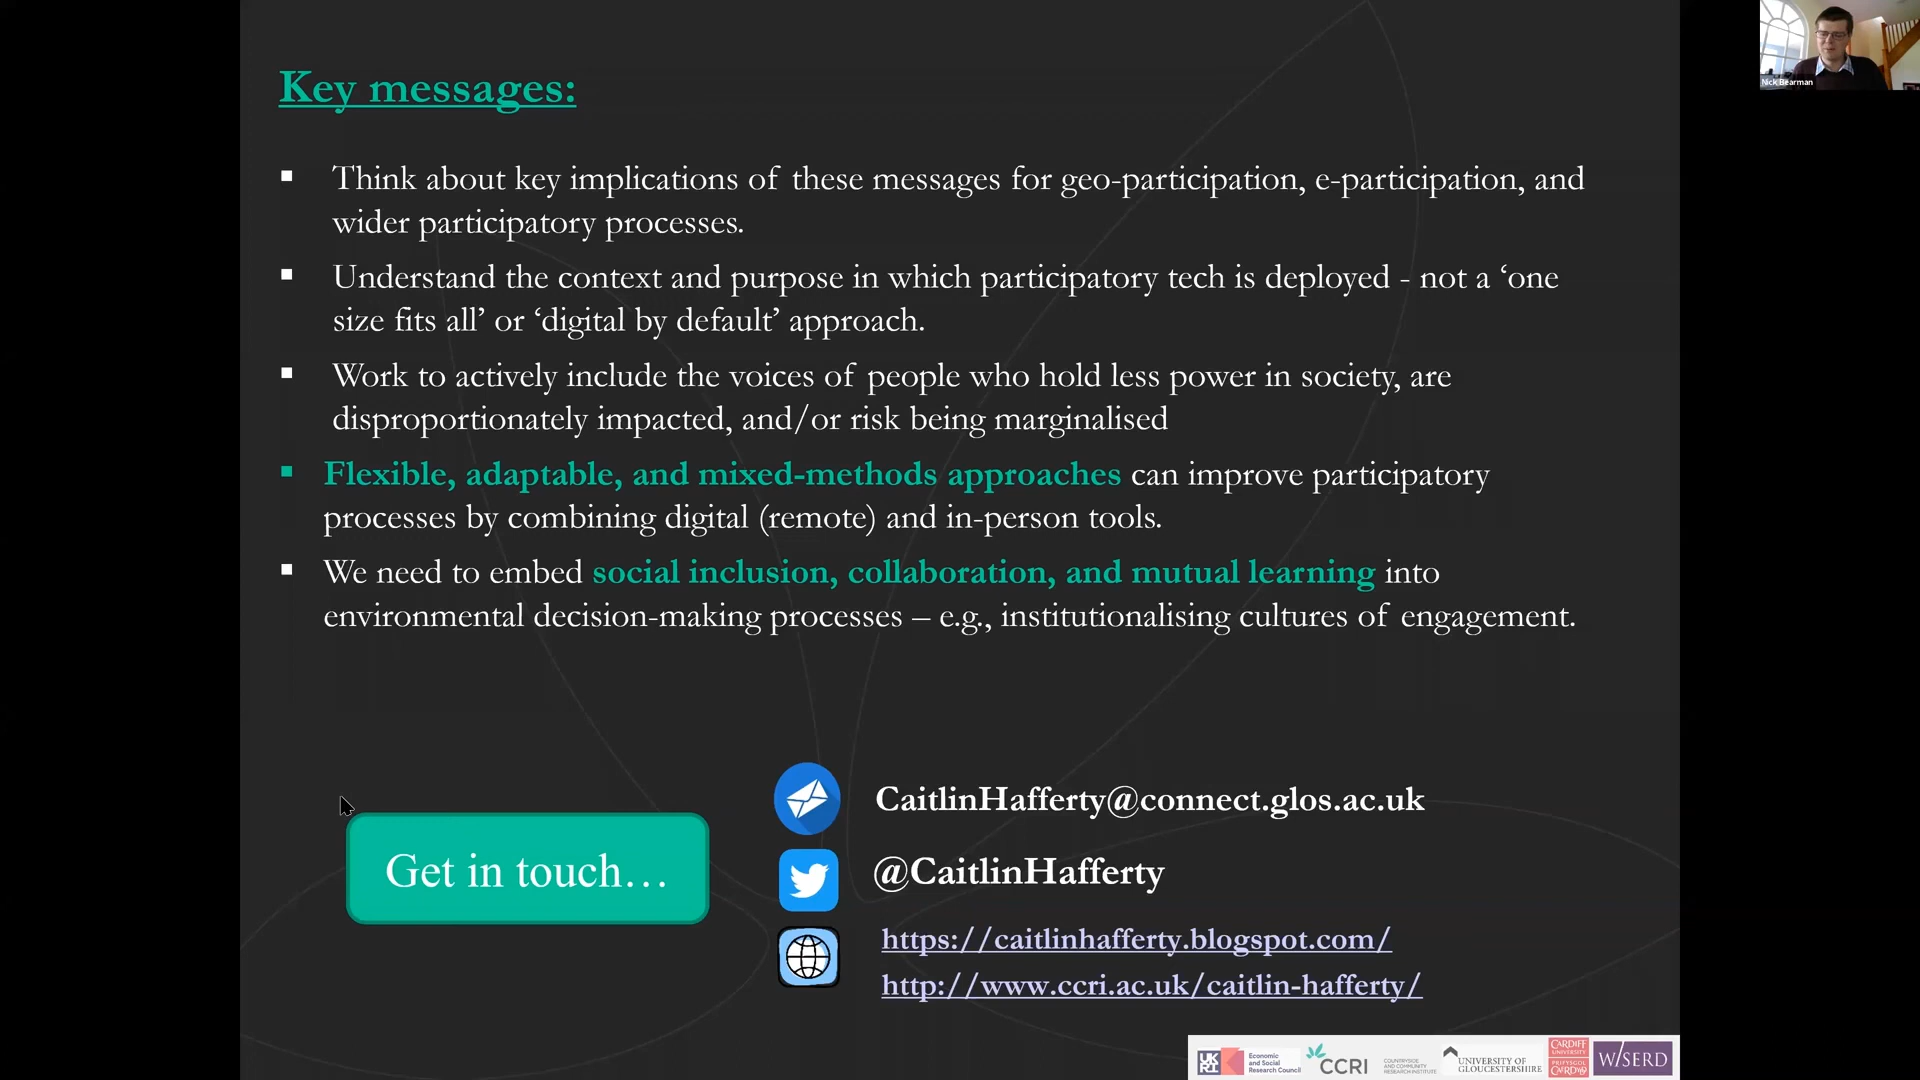 Nick Bearman
Key messages:
▪ Think about key implications of these messages for geo-participation, e-participation, and
wider participatory processes.
▪ Understand the context and purpose in which participatory tech is deployed - not a ‘one
size fits all’ or ‘digital by default’ approach.
▪ Work to actively include the voices of people who hold less power in society, are
disproportionately impacted, and/or risk being marginalised
▪ Flexible, adaptable, and mixed-methods approaches can improve participatory
processes by combining digital (remote) and in-person tools.
▪ We need to embed social inclusion, collaboration, and mutual learning into
environmental decision-making processes – e.g., institutionalising cultures of engagement.
Get in touch…
CaitlinHafferty@connect.glos.ac.uk
@CaitlinHafferty
https://caitlinhafferty.blogspot.com/
http://www.ccri.ac.uk/caitlin-hafferty/
UK
RI
Economic
and Social
Research Council
CCRI
COUNTRYSIDE
AND COMMUNITY
RESEARCH INSTITUTE
UNIVERSITY OF
GLOUCESTERSHIRE
CARDIFF
UNIVERSITY
PRIFYSGOL
CAERDYDD
WISERD